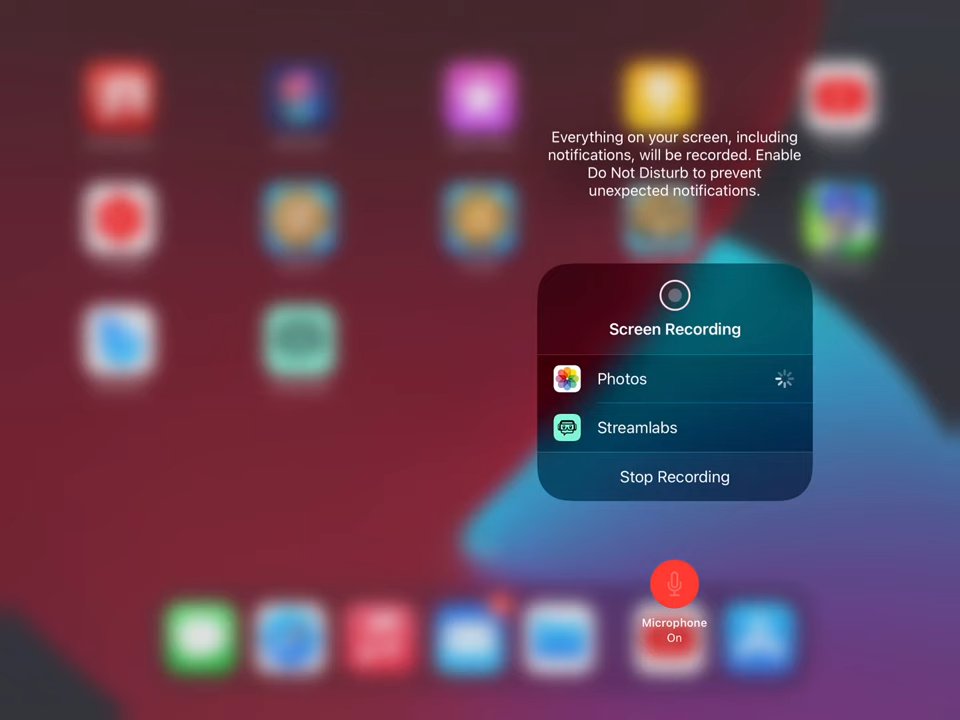 Everything on your screen, including
notifications, will be recorded. Enable
Do Not Disturb to prevent
unexpected notifications.
Screen Recording
Photos
Streamlabs
Stop Recording
Microphone
On